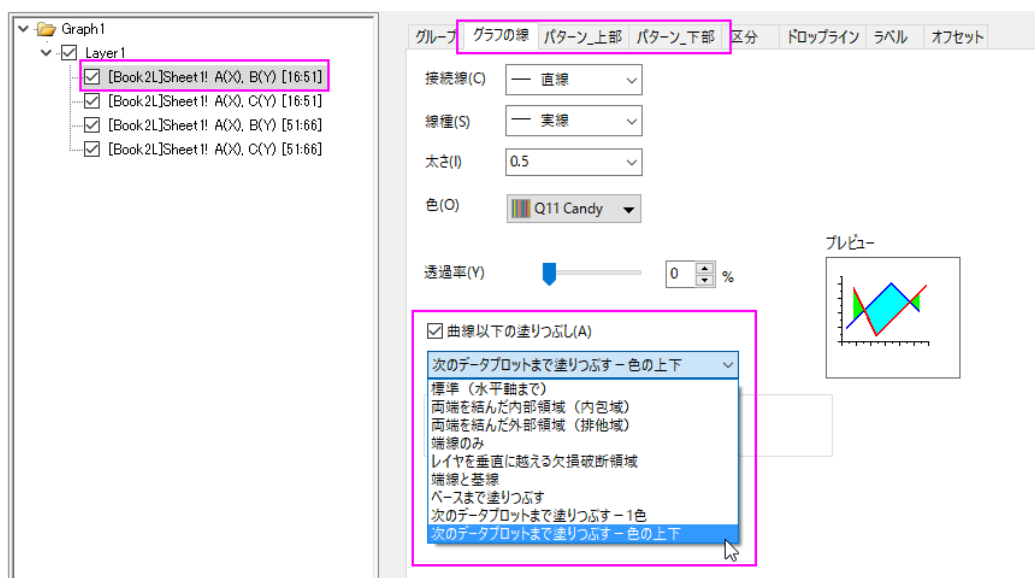 Graph1
Layer1
[Book2L]Sheet1! A(X), B(Y) [16:51]
[Book2L]Sheet1! A(X), C(Y) [16:51]
[Book2L]Sheet1! A(X), B(Y) [51:66]
[Book2L]Sheet1! A(X), C(Y) [51:66]
グループ グラフの線 パターン_上部 パターン_下部 区分 ドロップライン ラベル オフセット
接続線(C) 直線
線種(S) 実線
太さ(I) 0.5
色(O) Q11 Candy
プレビュー
透過率(Y) 0 %
曲線以下の塗りつぶし(A)
次のデータプロットまで塗りつぶす－色の上下
標準（水平軸まで）
両端を結んだ内部領域（内包域）
両端を結んだ外部領域（排他域）
端線のみ
レイヤを垂直に越える欠損破断領域
端線と基線
ベースまで塗りつぶす
次のデータプロットまで塗りつぶす－1色
次のデータプロットまで塗りつぶす－色の上下